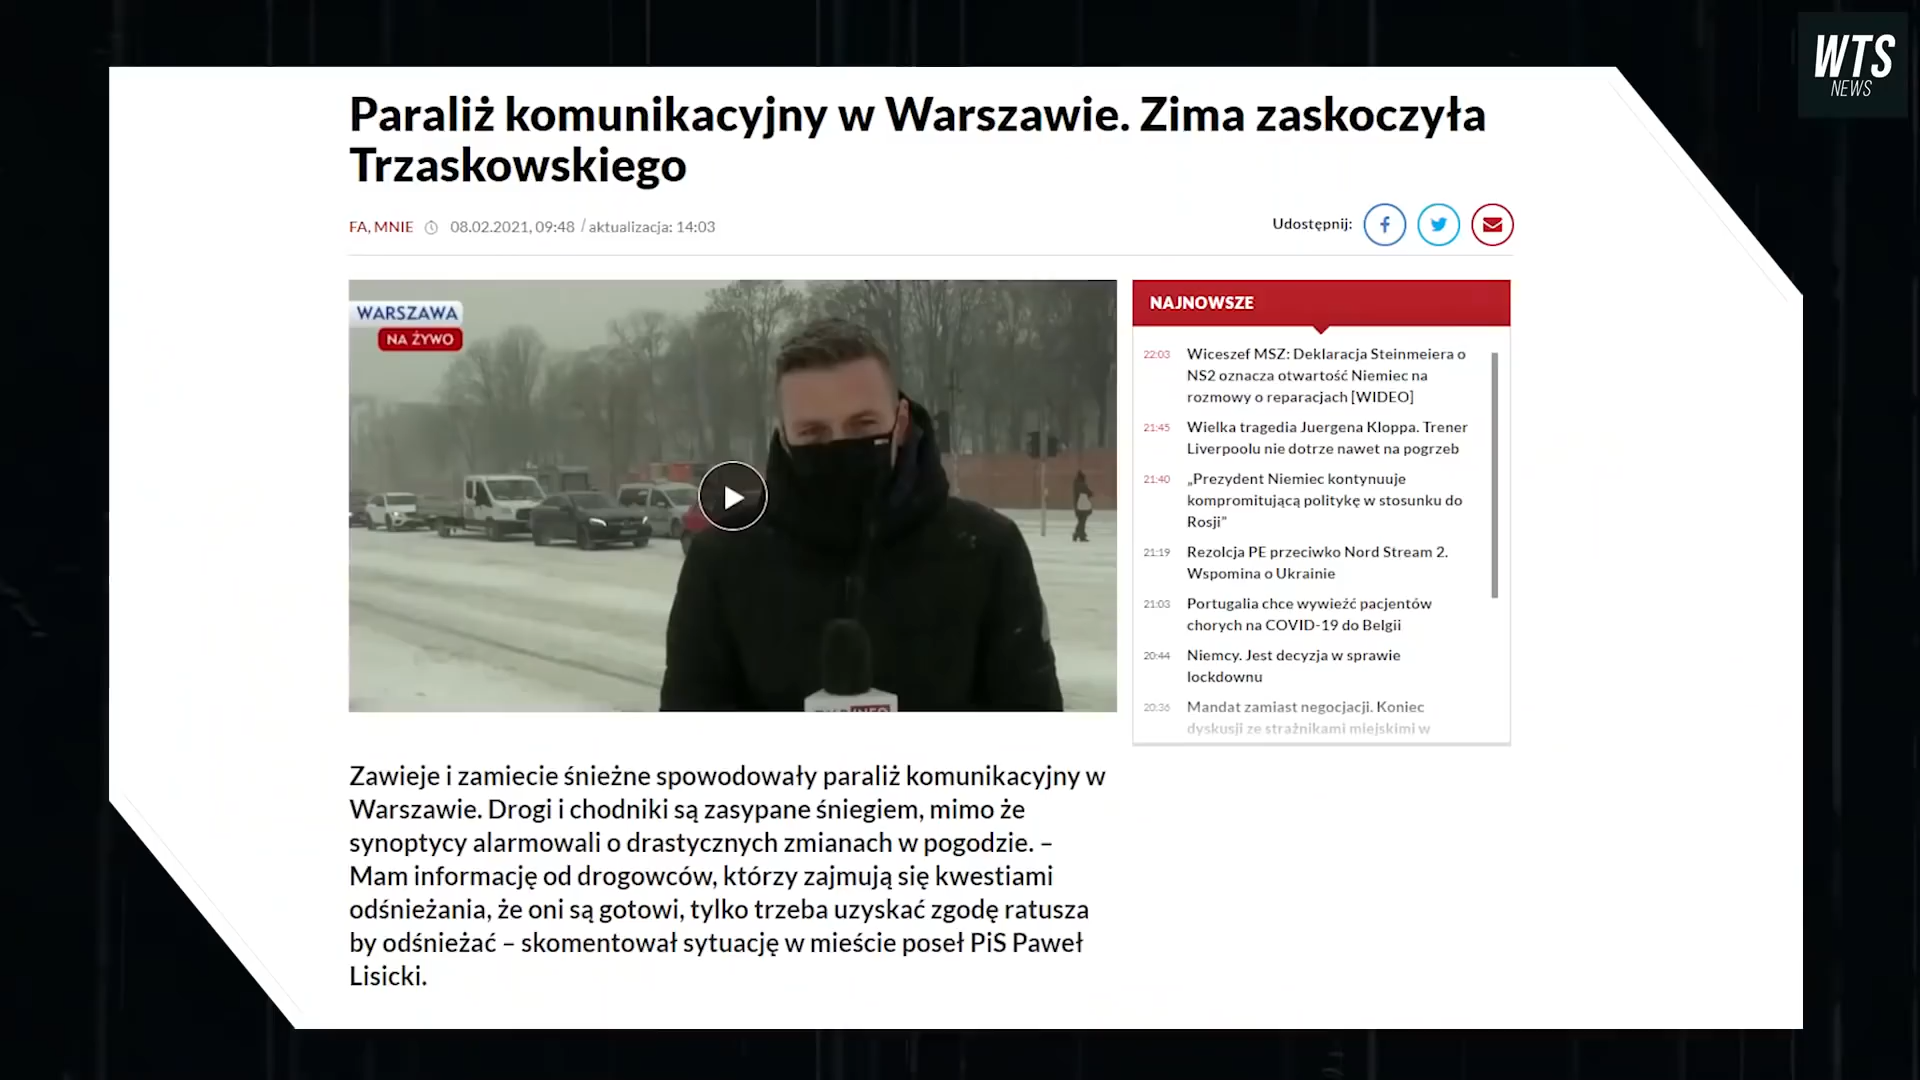 WTS
NEWS
Paraliż komunikacyjny w Warszawie. Zima zaskoczyła
Trzaskowskiego
FA, MNIE 08.02.2021, 09:48 / aktualizacja: 14:03
Udostępnij:
WARSZAWA
NA ŻYWO
INFO
NAJNOWSZE
22:03 Wiceszef MSZ: Deklaracja Steinmeiera o
NS2 oznacza otwartość Niemiec na
rozmowy o reparacjach [WIDEO]
21:45 Wielka tragedia Juergena Kloppa. Trener
Liverpoolu nie dotrze nawet na pogrzeb
21:40 „Prezydent Niemiec kontynuuje
kompromitującą politykę w stosunku do
Rosji”
21:19 Rezolcja PE przeciwko Nord Stream 2.
Wspomina o Ukrainie
21:03 Portugalia chce wywieźć pacjentów
chorych na COVID-19 do Belgii
20:44 Niemcy. Jest decyzja w sprawie
lockdownu
20:36 Mandat zamiast negocjacji. Koniec
dyskusji ze strażnikami miejskimi w
Zawieje i zamiecie śnieżne spowodowały paraliż komunikacyjny w
Warszawie. Drogi i chodniki są zasypane śniegiem, mimo że
synoptycy alarmowali o drastycznych zmianach w pogodzie. –
Mam informację od drogowców, którzy zajmują się kwestiami
odśnieżania, że oni są gotowi, tylko trzeba uzyskać zgodę ratusza
by odśnieżać – skomentował sytuację w mieście poseł PiS Paweł
Lisicki.